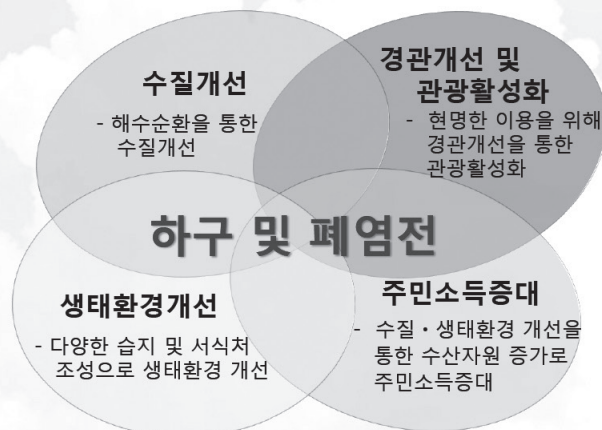 수질개선
- 해수순환을 통한
수질개선
경관개선 및
관광활성화
- 현명한 이용을 위해
경관개선을 통한
관광활성화
하구 및 폐염전
생태환경개선
- 다양한 습지 및 서식처
조성으로 생태환경 개선
주민소득증대
- 수질・생태환경 개선을
통한 수산자원 증가로
주민소득증대